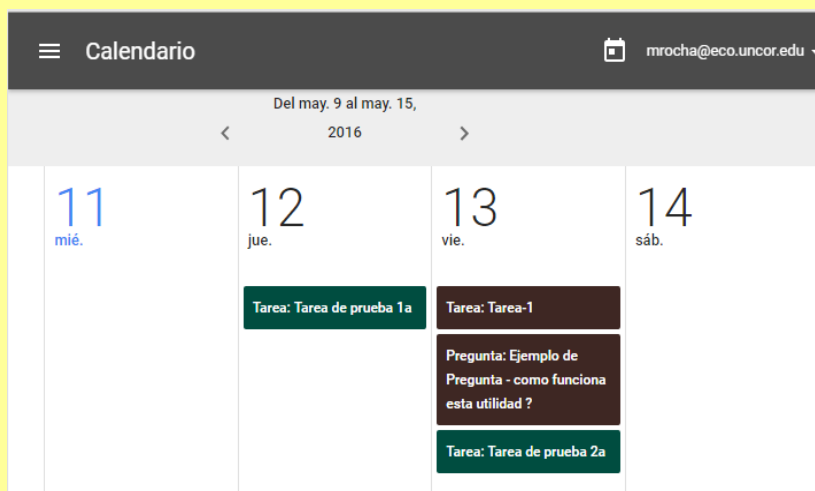 Calendario
mrocha@eco.uncor.edu
Del may. 9 al may. 15,
2016
11
mié.
12
jue.
13
vie.
14
sáb.
Tarea: Tarea de prueba 1a
Tarea: Tarea-1
Pregunta: Ejemplo de
Pregunta - como funciona
esta utilidad ?
Tarea: Tarea de prueba 2a